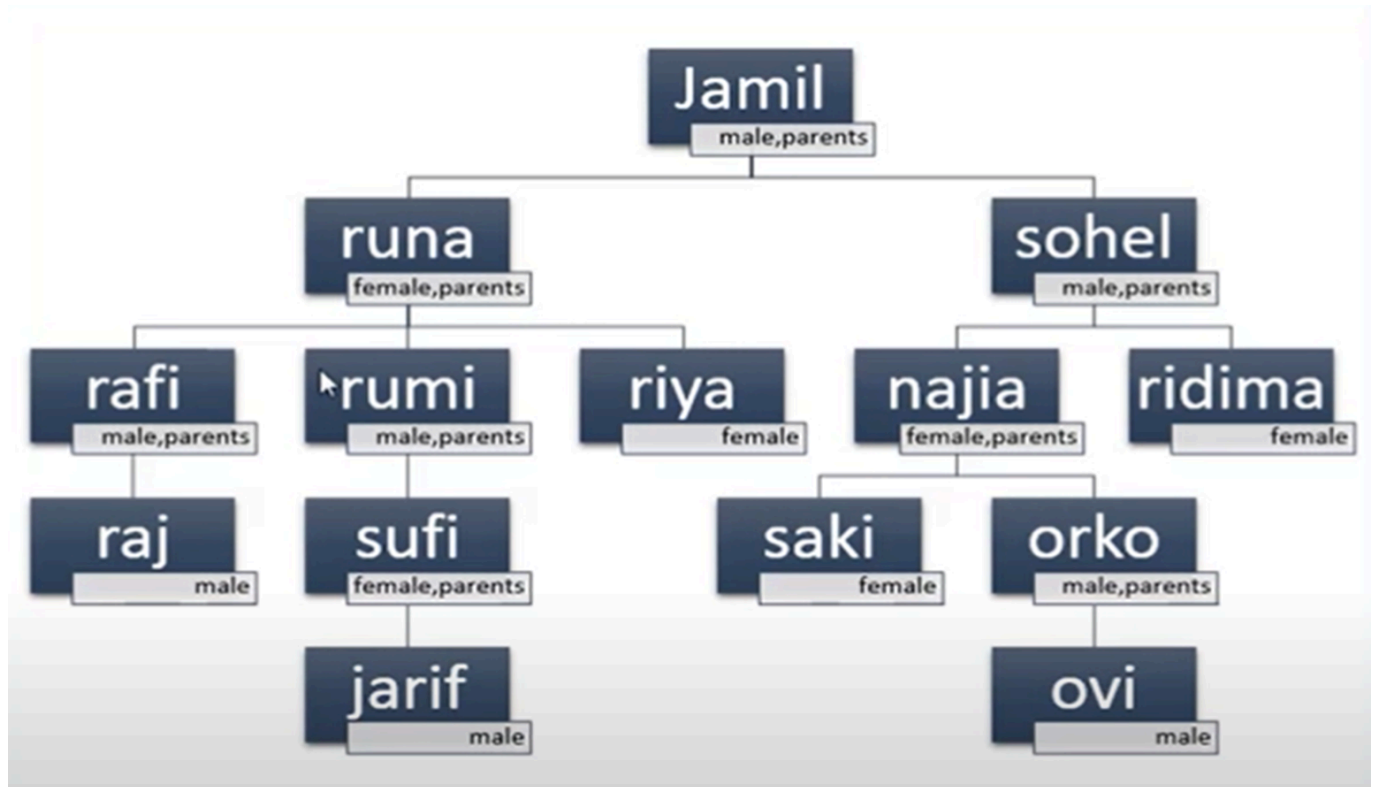 Jamil
male,parents
runa
female,parents
sohel
male,parents
rafi
male,parents
rumi
male,parents
riya
female
najia
female,parents
ridima
female
raj
male
sufi
female,parents
saki
female
orko
male,parents
jarif
male
ovi
male